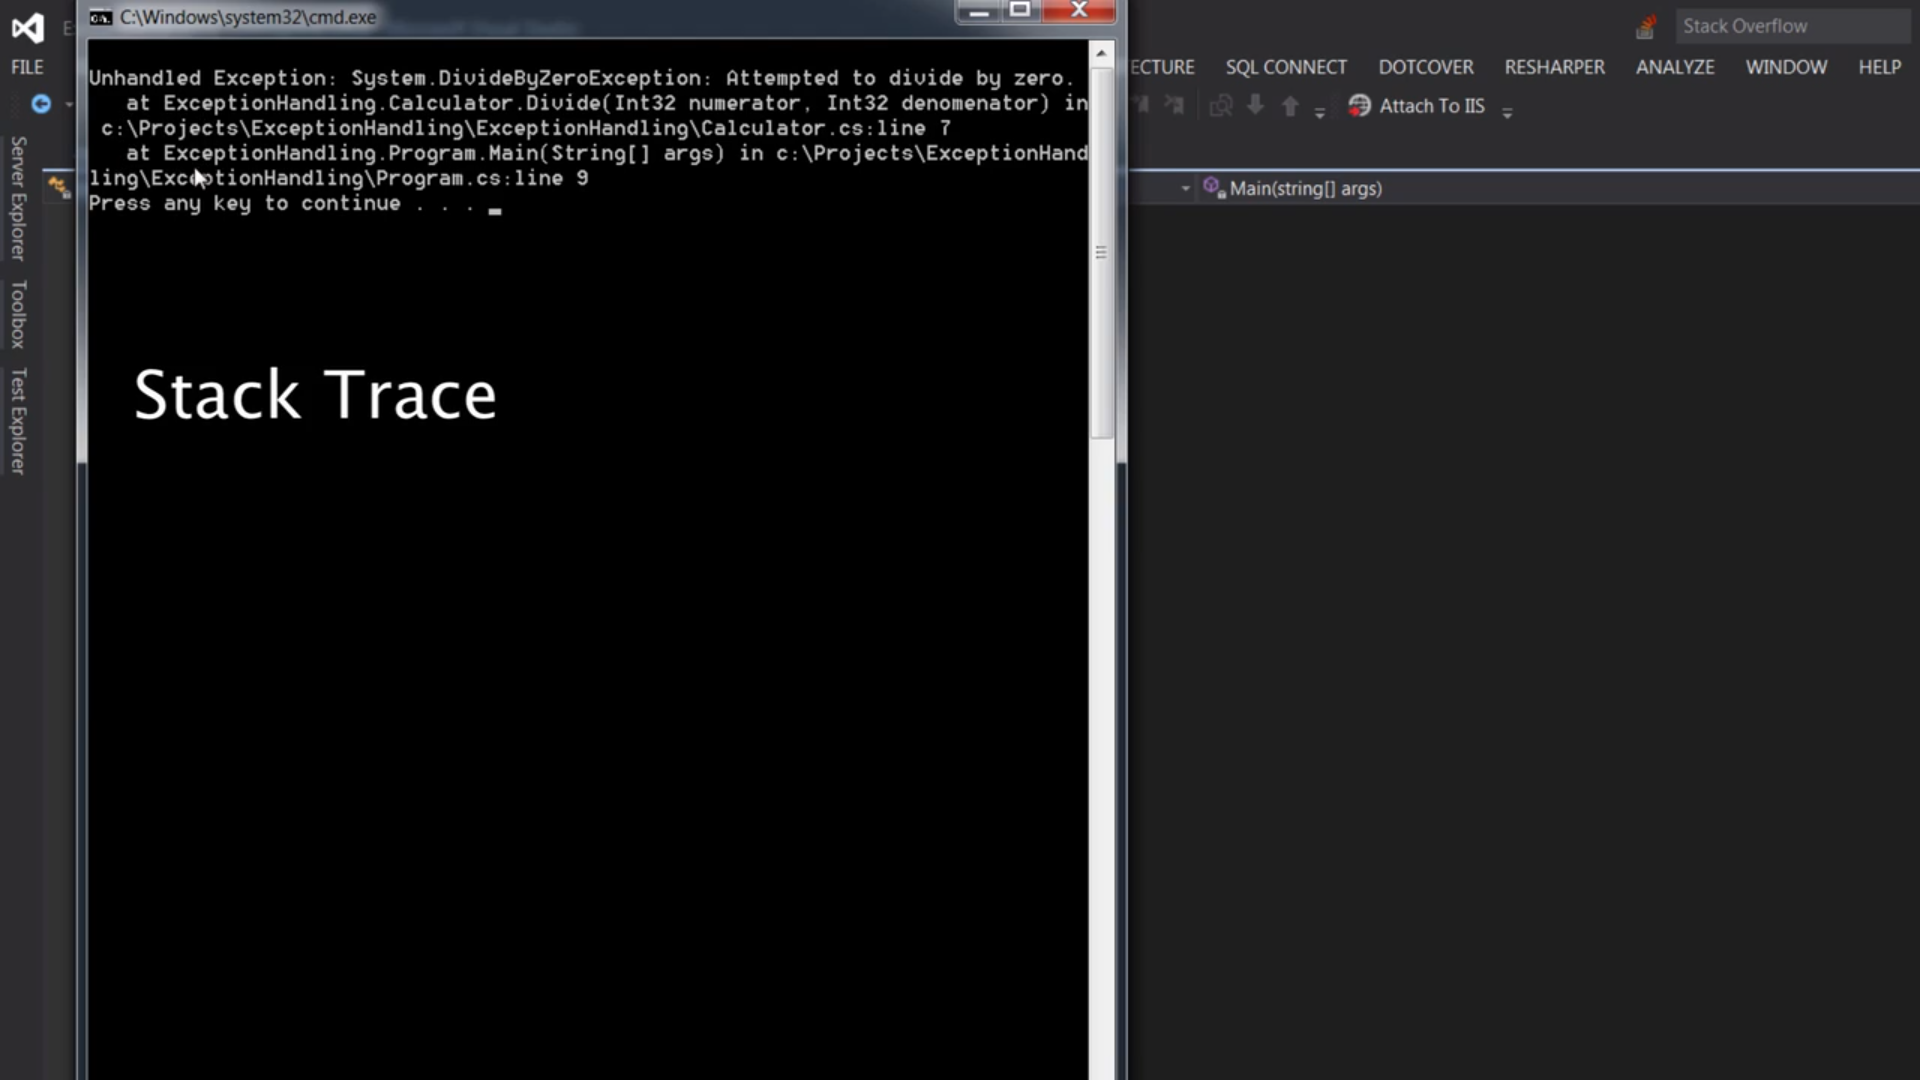 C:\Windows\system32\cmd.exe
Stack Overflow
FILE
ECTURE SQL CONNECT DOTCOVER RESHARPER ANALYZE WINDOW HELP
Attach To IIS
Unhandled Exception: System.DivideByZeroException: Attempted to divide by zero.
at ExceptionHandling.Calculator.Divide(Int32 numerator, Int32 denomenator) in
c:\Projects\ExceptionHandling\ExceptionHandling\Calculator.cs:line 7
at ExceptionHandling.Program.Main(String[] args) in c:\Projects\ExceptionHand
ling\ExceptionHandling\Program.cs:line 9
Press any key to continue . . .
Main(string[] args)
Server Explorer
Toolbox
Test Explorer
Stack Trace